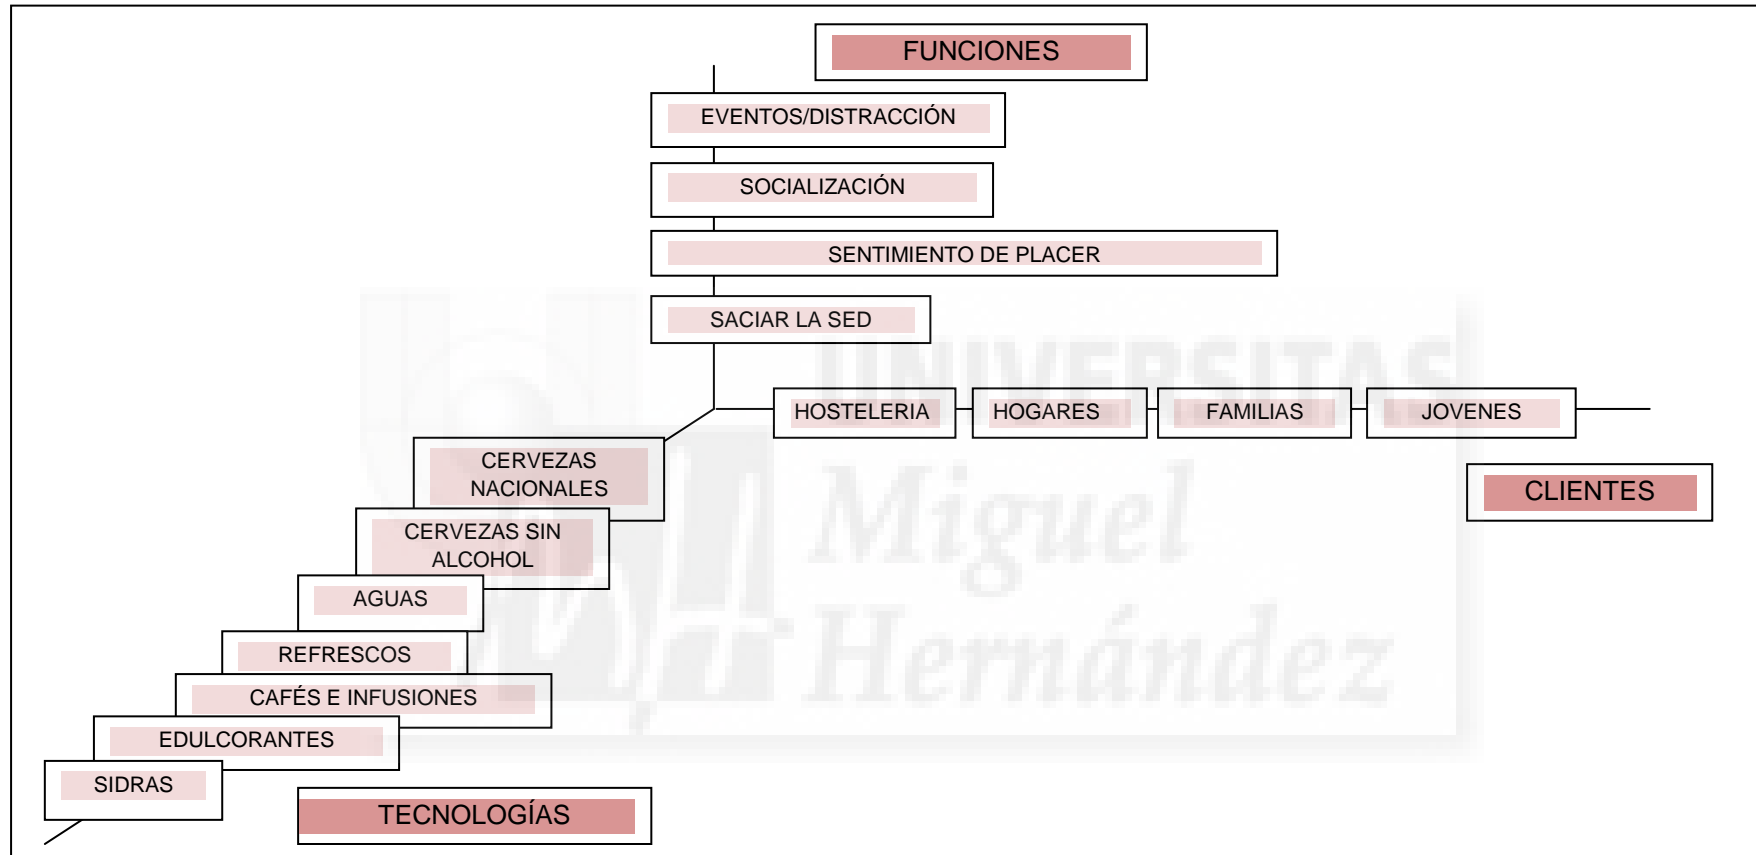 FUNCIONES
EVENTOS/DISTRACCIÓN
SOCIALIZACIÓN
SENTIMIENTO DE PLACER
SACIAR LA SED
UNIVERSITAS
Miguel
Hernández
HOSTELERIA
HOGARES
FAMILIAS
JOVENES
CLIENTES
CERVEZAS
NACIONALES
CERVEZAS SIN
ALCOHOL
AGUAS
REFRESCOS
CAFÉS E INFUSIONES
EDULCORANTES
SIDRAS
TECNOLOGÍAS